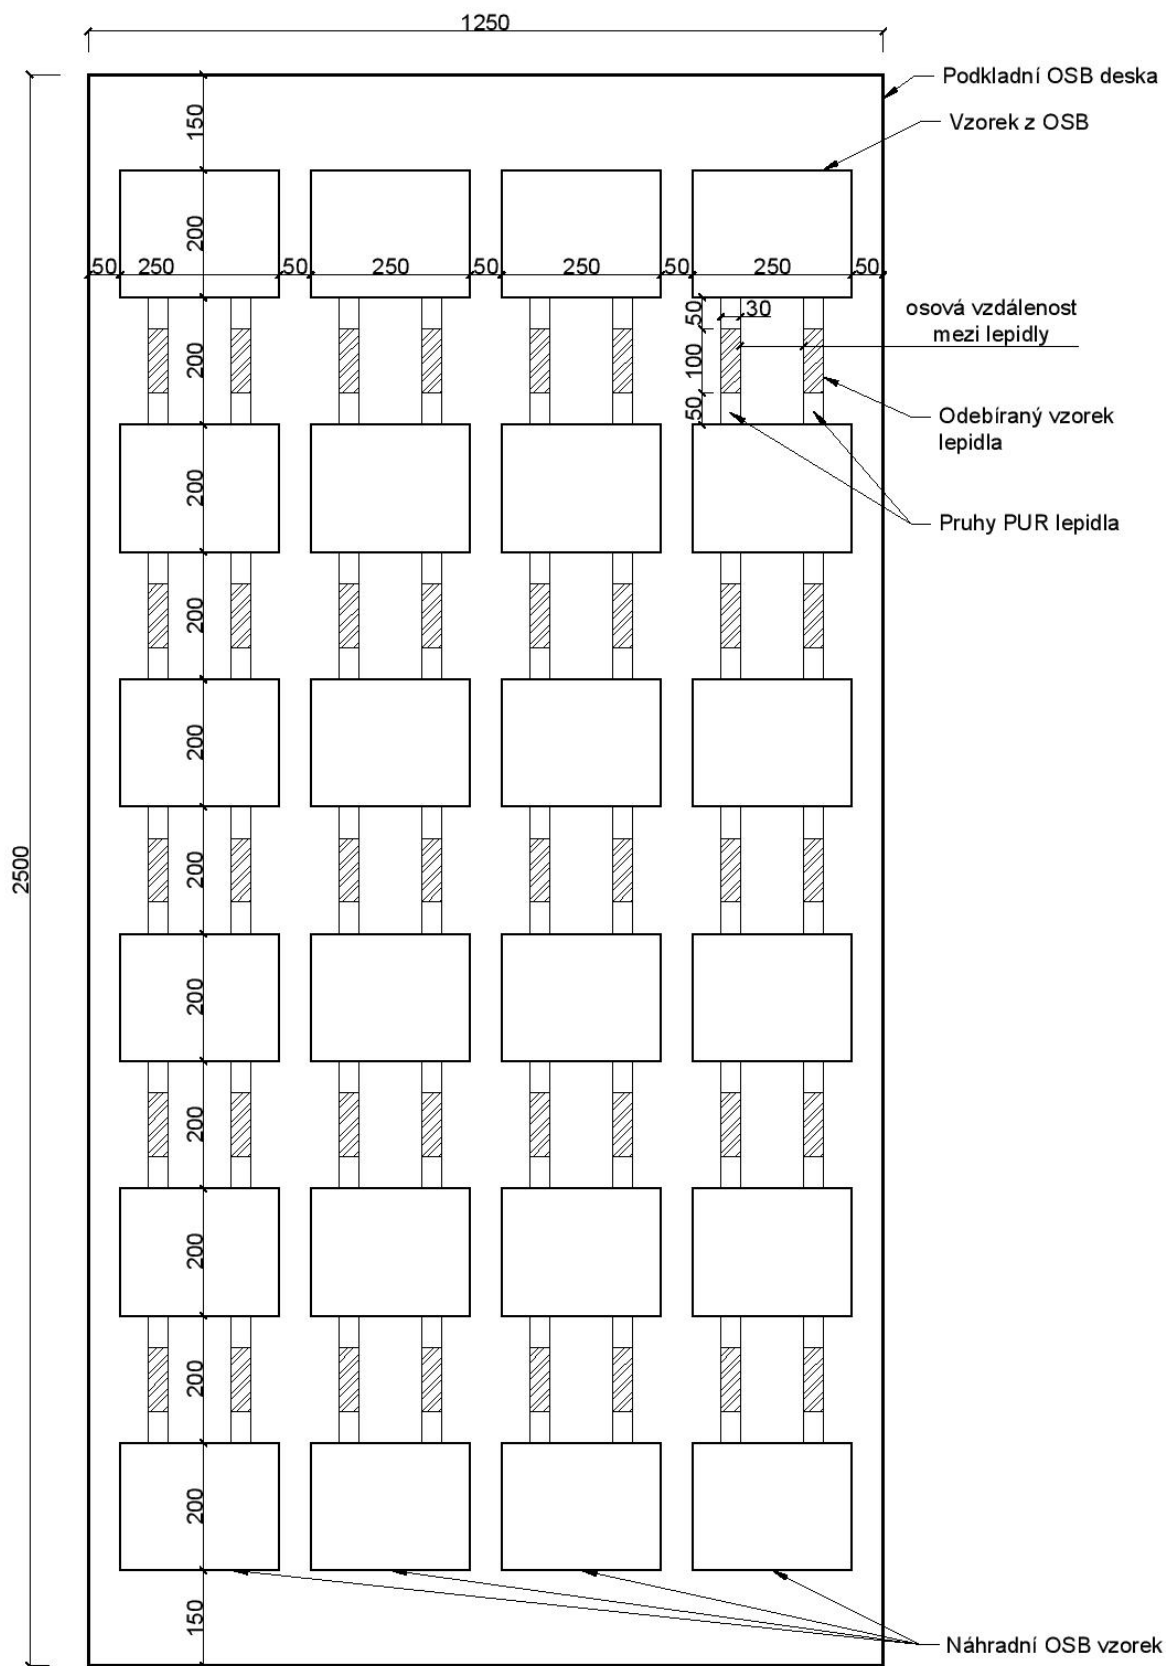 1250
Podkladní OSB deska
150
Vzorek z OSB
200
50 250 50 250 50 250 50 250 50
200
50
30
100
50
osová vzdálenost
mezi lepidly
Odebíraný vzorek
lepidla
200
Pruhy PUR lepidla
200
200
2500
200
200
200
200
200
200
150
Náhradní OSB vzorek